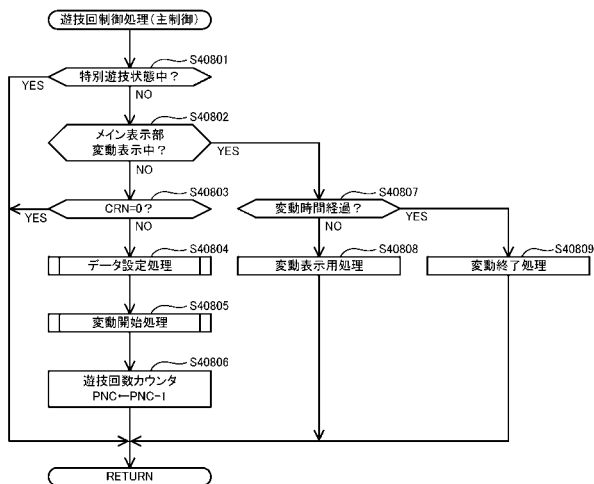 遊技回制御処理(主制御)
S40801
特別遊技状態中？
YES
NO
S40802
メイン表示部
変動表示中？
YES
NO
S40803
CRN=0？
YES
NO
S40807
変動時間経過？
YES
NO
S40804
データ設定処理
S40808
変動表示用処理
S40809
変動終了処理
S40805
変動開始処理
S40806
遊技回数カウンタ
PNC←PNC-1
RETURN